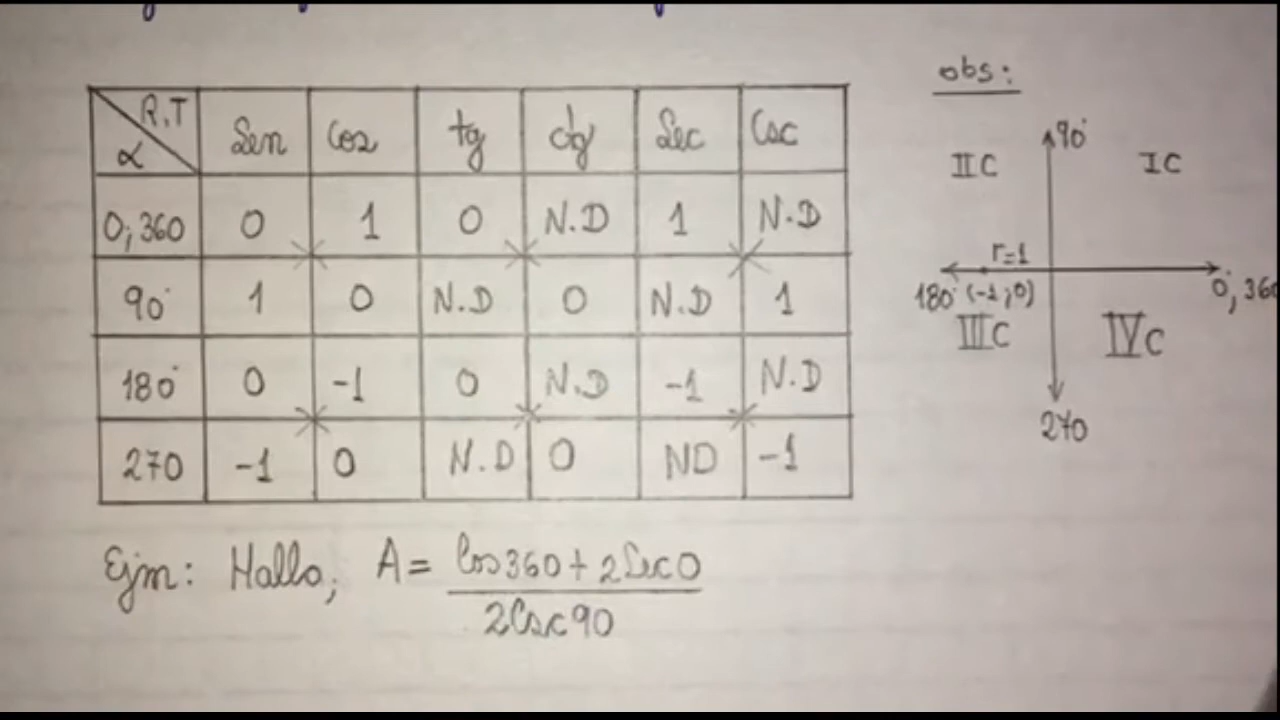 R.T α Sen Cos tg ctg Sec Csc
0,360 0 1 0 N.D 1 N.D
90° 1 0 N.D 0 N.D 1
180° 0 -1 0 N.D -1 N.D
270 -1 0 N.D 0 ND -1
obs:
90°
IIC IC
r=1
180° (-1,0) 0°, 360
IIIC IVC
270
Ejm: Hallo, A= Cos360+2Sec0
2Csc90